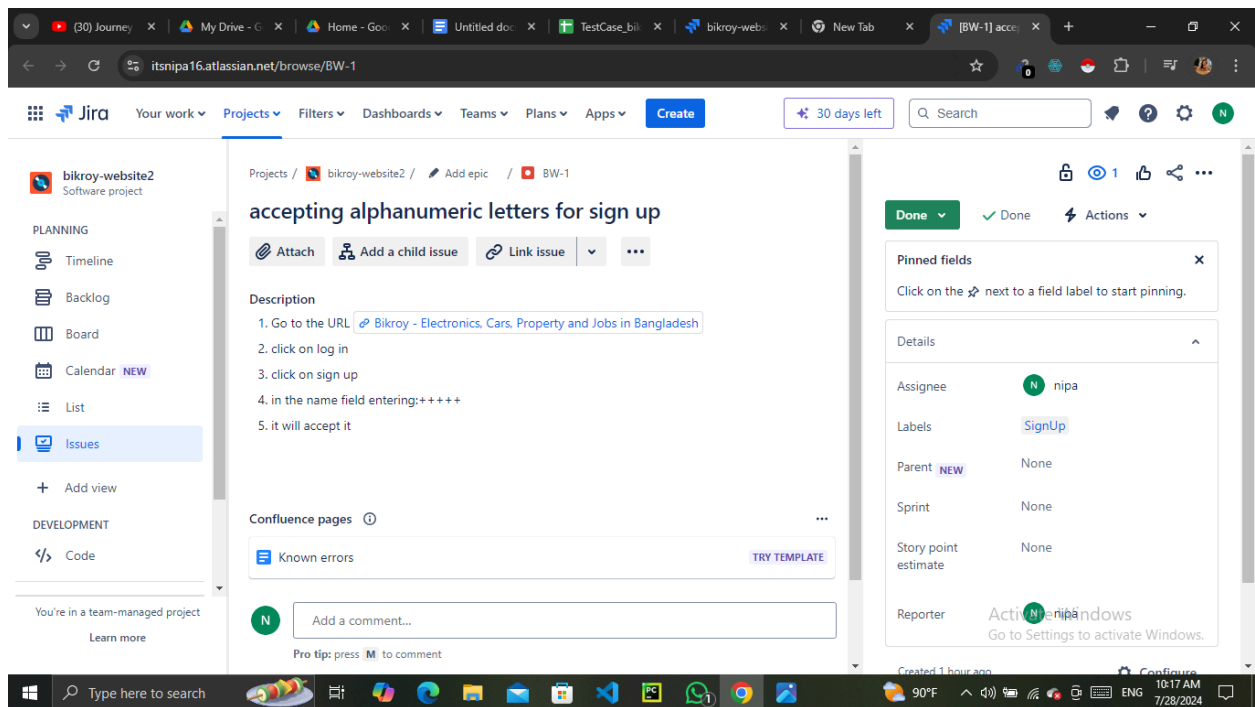 (30) Journey
My Drive - G
Home - Goo
Untitled doc
TestCase_bik
bikroy-webs
New Tab
[BW-1] acce
itsnipa16.atlassian.net/browse/BW-1
0
Jira Your work Projects Filters Dashboards Teams Plans Apps Create 30 days left Search N
bikroy-website2
Software project
PLANNING
Timeline
Backlog
Board
Calendar NEW
List
Issues
Add view
DEVELOPMENT
Code
You're in a team-managed project
Learn more
Projects / bikroy-website2 / Add epic / BW-1
accepting alphanumeric letters for sign up
Attach Add a child issue Link issue
Description
1. Go to the URL Bikroy - Electronics, Cars, Property and Jobs in Bangladesh
2. click on log in
3. click on sign up
4. in the name field entering:+++++
5. it will accept it
Confluence pages
Known errors TRY TEMPLATE
N Add a comment...
Pro tip: press M to comment
1
Done Done Actions
Pinned fields
Click on the next to a field label to start pinning.
Details
Assignee N nipa
Labels SignUp
Parent NEW None
Sprint None
Story point estimate None
Reporter N nipa
Activate Windows
Go to Settings to activate Windows.
Created 1 hour ago Configure
Type here to search
PC
1
90°F ENG 10:17 AM
7/28/2024